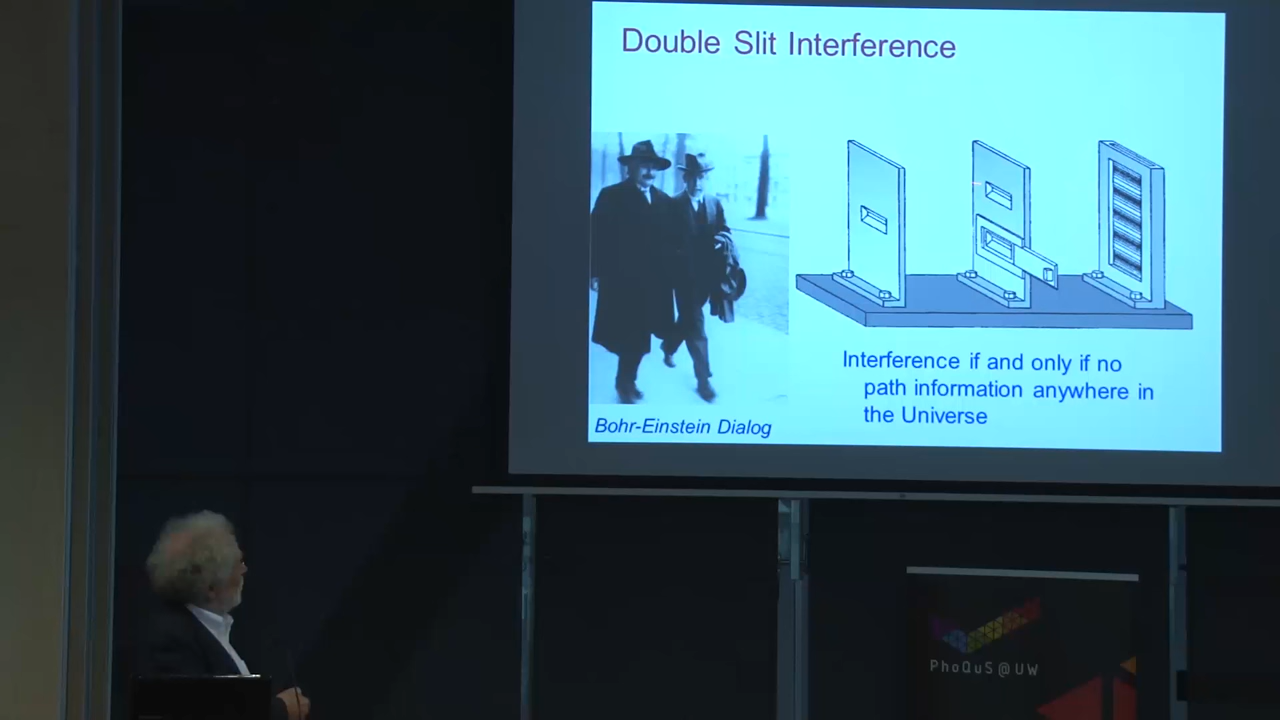 Double Slit Interference
Interference if and only if no
path information anywhere in
the Universe
Bohr-Einstein Dialog
PhoQuS@UW